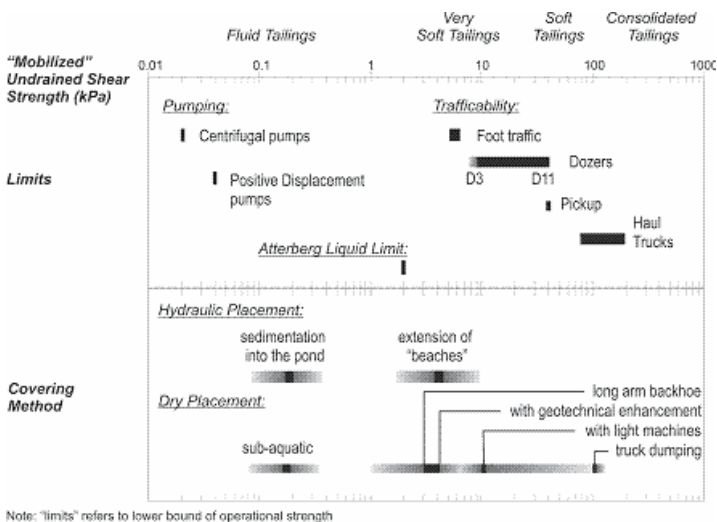 Fluid Tailings
Very
Soft Tailings
Soft
Tailings
Consolidated
Tailings
"Mobilized"
Undrained Shear
Strength (kPa)
0.01 0.1 1 10 100 1000
Pumping:
Trafficability:
Centrifugal pumps
Foot traffic
Dozers
Limits
Positive Displacement
pumps
D3 D11
Pickup
Haul
Trucks
Atterberg Liquid Limit:
Hydraulic Placement:
sedimentation
into the pond
extension of
"beaches"
Covering
Method
Dry Placement:
long arm backhoe
with geotechnical enhancement
with light machines
truck dumping
sub-aquatic
Note: "limits" refers to lower bound of operational strength